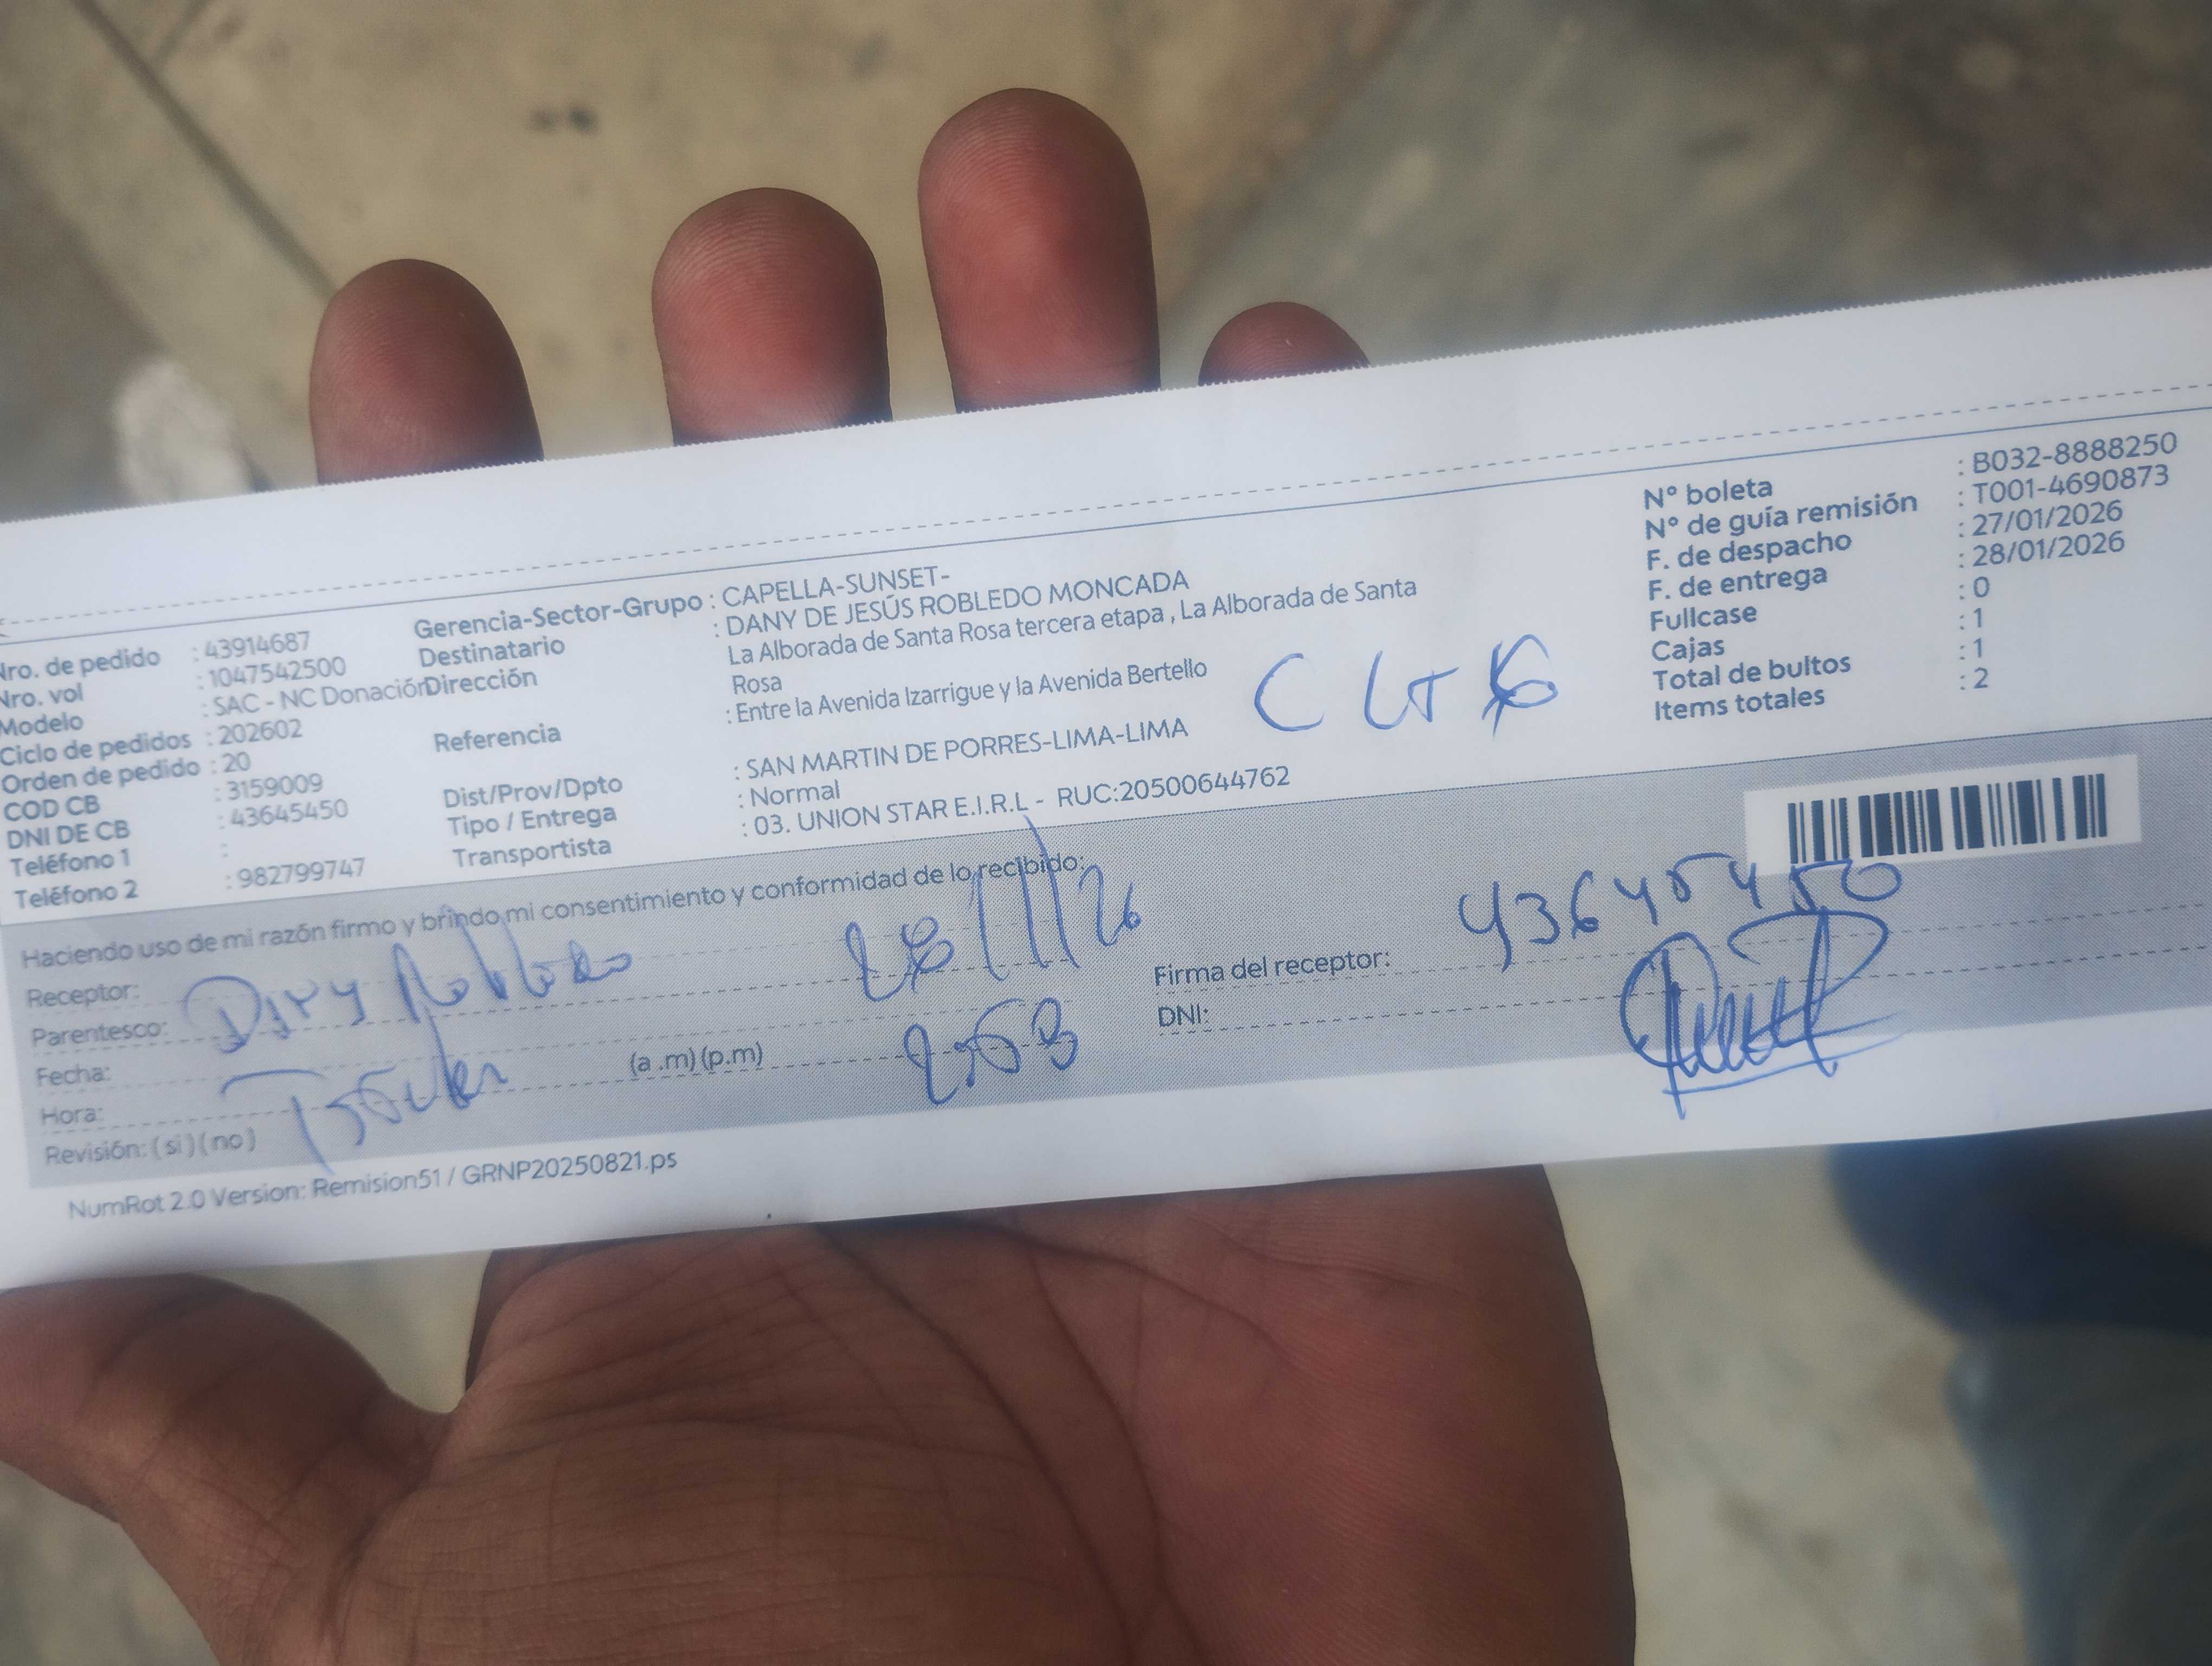 Nro. de pedido : 43914687
Nro. vol : 1047542500
Modelo : SAC - NC Donación
Ciclo de pedidos : 202602
Orden de pedido : 20
COD CB : 3159009
DNI DE CB : 43645450
Teléfono 1 :
Teléfono 2 : 982799747
Gerencia-Sector-Grupo : CAPELLA-SUNSET-
Destinatario : DANY DE JESÚS ROBLEDO MONCADA
Dirección : La Alborada de Santa Rosa tercera etapa , La Alborada de Santa
Rosa
Referencia : Entre la Avenida Izarrigue y la Avenida Bertello
Dist/Prov/Dpto : SAN MARTIN DE PORRES-LIMA-LIMA
Tipo / Entrega : Normal
Transportista : 03. UNION STAR E.I.R.L - RUC:20500644762
Nº boleta : B032-8888250
Nº de guía remisión : T001-4690873
F. de despacho : 27/01/2026
F. de entrega : 28/01/2026
Fullcase : 0
Cajas : 1
Total de bultos : 1
Items totales : 2
Haciendo uso de mi razón firmo y brindo mi consentimiento y conformidad de lo recibido:
Receptor: Dany Robledo
Parentesco:
Fecha: 28/1/26
Hora: (a .m) (p.m)
Revisión: ( si ) ( no )
Firma del receptor: 43645450
DNI:
NumRot 2.0 Version: Remision51 / GRNP20250821.ps